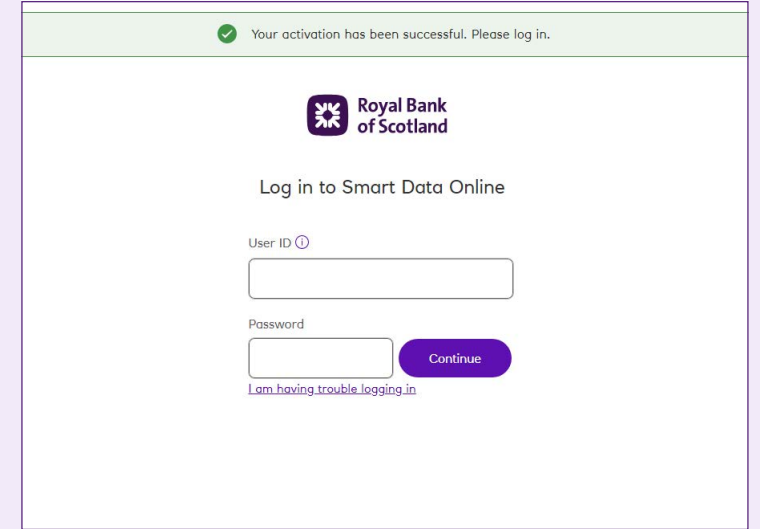 Your activation has been successful. Please log in.
Royal Bank
of Scotland
Log in to Smart Data Online
User ID
Password
Continue
I am having trouble logging in